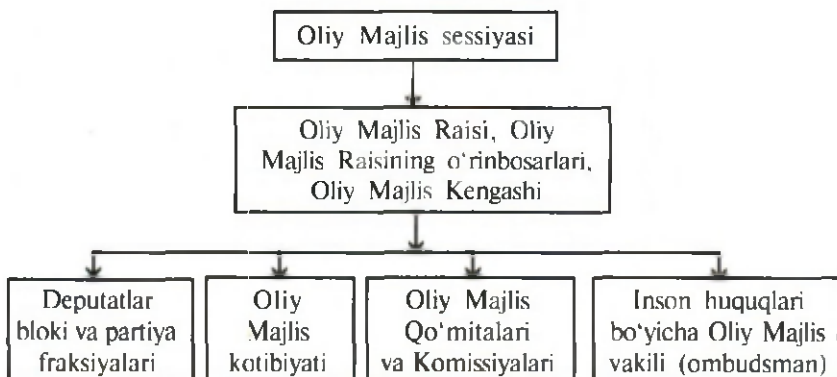 Oliy Majlis sessiyasi
Oliy Majlis Raisi, Oliy
Majlis Raisining o‘rinbosarlari,
Oliy Majlis Kengashi
Deputatlar
bloki va partiya
fraksiyalari
Oliy
Majlis
kotibiyati
Oliy Majlis
Qo‘mitalari
va Komissiyalari
Inson huquqlari
bo‘yicha Oliy Majlis
vakili (ombudsman)